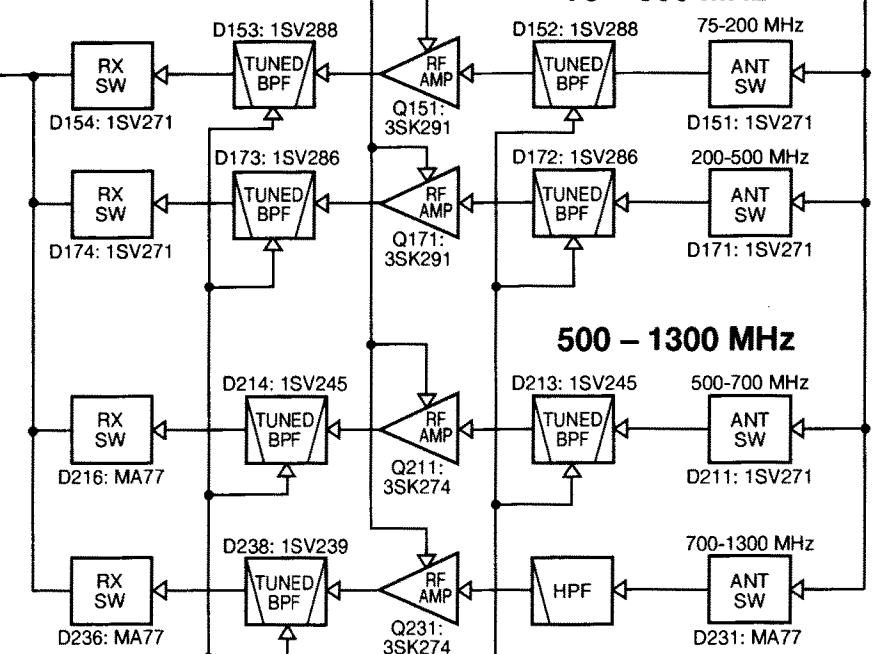 D153: 1SV288
D152: 1SV288
75-200 MHz
RX
SW
TUNED
BPF
RF
AMP
TUNED
BPF
ANT
SW
D154: 1SV271
Q151:
3SK291
D151: 1SV271
D173: 1SV286
D172: 1SV286
200-500 MHz
RX
SW
TUNED
BPF
RF
AMP
TUNED
BPF
ANT
SW
D174: 1SV271
Q171:
3SK291
D171: 1SV271
500 – 1300 MHz
D214: 1SV245
D213: 1SV245
500-700 MHz
RX
SW
TUNED
BPF
RF
AMP
TUNED
BPF
ANT
SW
D216: MA77
Q211:
3SK274
D211: 1SV271
D238: 1SV239
700-1300 MHz
RX
SW
TUNED
BPF
RF
AMP
HPF
ANT
SW
D236: MA77
Q231:
3SK274
D231: MA77